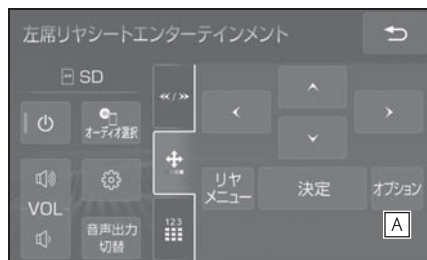 左席リヤシートエンターテインメント
SD
オーディオ選択
VOL
音声出力
切替
123
リヤ
メニュー
決定
オプション
A